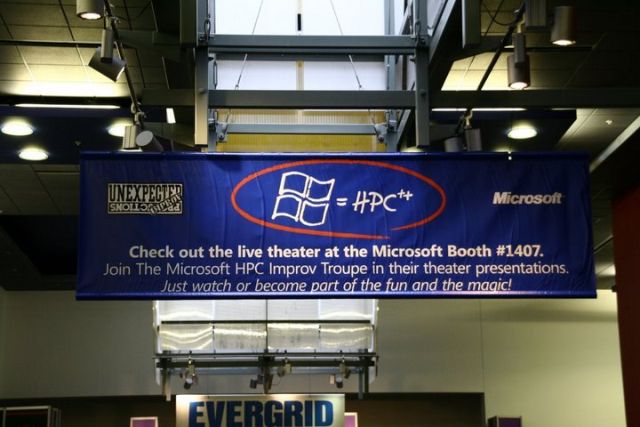 UNEXPECTED
PRODUCTIONS
= HPC++
Microsoft
Check out the live theater at the Microsoft Booth #1407.
Join The Microsoft HPC Improv Troupe in their theater presentations.
Just watch or become part of the fun and the magic!
EVERGRID